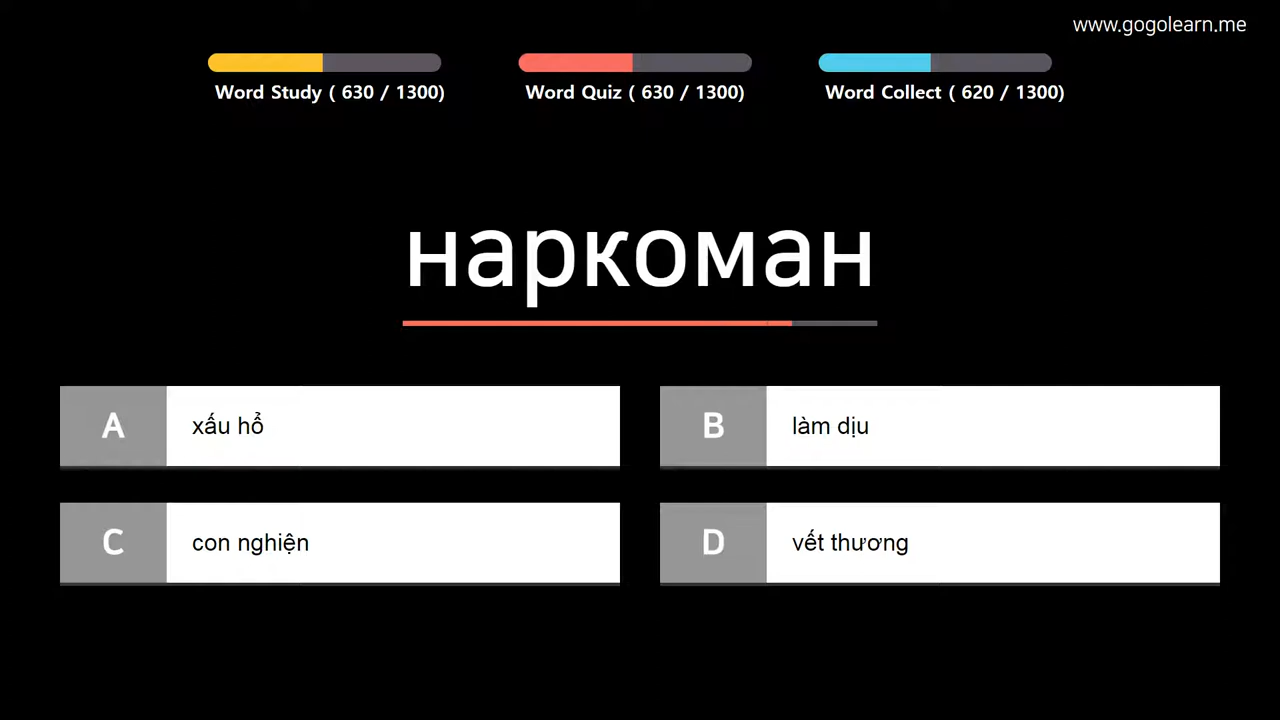 www.gogolearn.me
Word Study ( 630 / 1300)
Word Quiz ( 630 / 1300)
Word Collect ( 620 / 1300)
наркоман
A xấu hổ
B làm dịu
C con nghiện
D vết thương